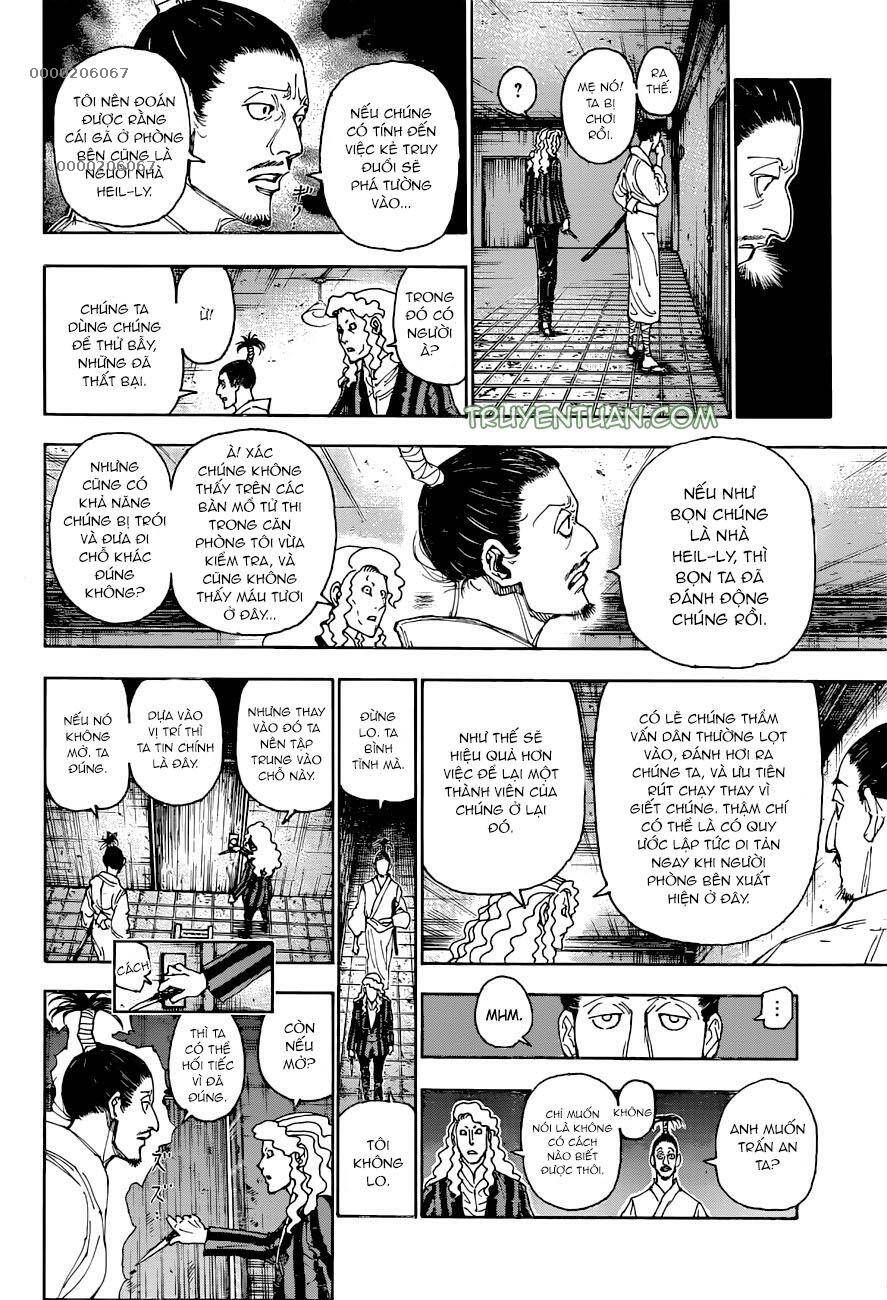 RA
THẾ.
MẸ NÓ!
TA BỊ
CHƠI
RỒI.
?
NẾU CHÚNG
CÓ TÍNH ĐẾN
VIỆC KẺ TRUY
ĐUỔI SẼ
PHÁ TƯỜNG
VÀO...
0000206067
TÔI NÊN ĐOÁN
ĐƯỢC RẰNG
CÁI GẢ Ở PHÒNG
BÊN CŨNG LÀ
NGƯỜI NHÀ
HEIL-LY.
0000206067
ギリ
TRONG
ĐÓ CÓ
NGƯỜI
À?
Ừ!
CHÚNG TA
DÙNG CHÚNG
ĐỂ THỬ BẪY,
NHỮNG ĐÃ
THẤT BẠI.
TRUYENTUAN.COM
NẾU NHƯ
BỌN CHÚNG
LÀ NHÀ
HEIL-LY, THÌ
BỌN TA ĐÃ
ĐÁNH ĐỘNG
CHÚNG RỒI.
À! XÁC
CHÚNG KHÔNG
THẤY TRÊN CÁC
BÀN MỔ TỬ THI
TRONG CĂN
PHÒNG TÔI VỪA
KIỂM TRA, VÀ
CŨNG KHÔNG
THẤY MÁU TƯƠI
Ở ĐÂY...
NHƯNG
CŨNG CÓ
KHẢ NĂNG
CHÚNG BỊ TRÓI
VÀ ĐƯA ĐI
CHỖ KHÁC
ĐÚNG
KHÔNG?
CÓ LẼ CHÚNG THẨM
VẤN DÂN THƯỜNG LỌT
VÀO, ĐÁNH HƠI RA
CHÚNG TA, VÀ ƯU TIÊN
RÚT CHẠY THAY VÌ
GIẾT CHÚNG. THẬM CHÍ
CÓ THỂ LÀ CÓ QUY
ƯỚC LẬP TỨC DI TẢN
NGAY KHI NGƯỜI
PHÒNG BÊN XUẤT
HIỆN Ở ĐÂY.
NHƯ THẾ SẼ
HIỆU QUẢ HƠN
VIỆC ĐỂ LẠI MỘT
THÀNH VIÊN CỦA
CHÚNG Ở LẠI
ĐÓ.
...
MHM.
ANH MUỐN
TRẤN AN
TA?
KHÔNG
CHỈ MUỐN
NÓI LÀ KHÔNG
CÓ CÁCH
NÀO BIẾT
ĐƯỢC THÔI.
ĐỪNG
LO. TA
BÌNH
TĨNH MÀ.
TÔI
KHÔNG
LO.
NHƯNG THAY
VÀO ĐÓ TA
NÊN TẬP
TRUNG VÀO
CHỖ NÀY.
DỰA VÀO
VỊ TRÍ THÌ
TA TIN CHÍNH
LÀ ĐÂY.
NẾU NÓ
KHÔNG
MỞ. TA
ĐÚNG.
CÁCH
CÒN
NẾU
MỞ?
THÌ TA
CÓ THỂ
HỐI TIẾC
VÌ ĐÃ
ĐÚNG.
ズズ...